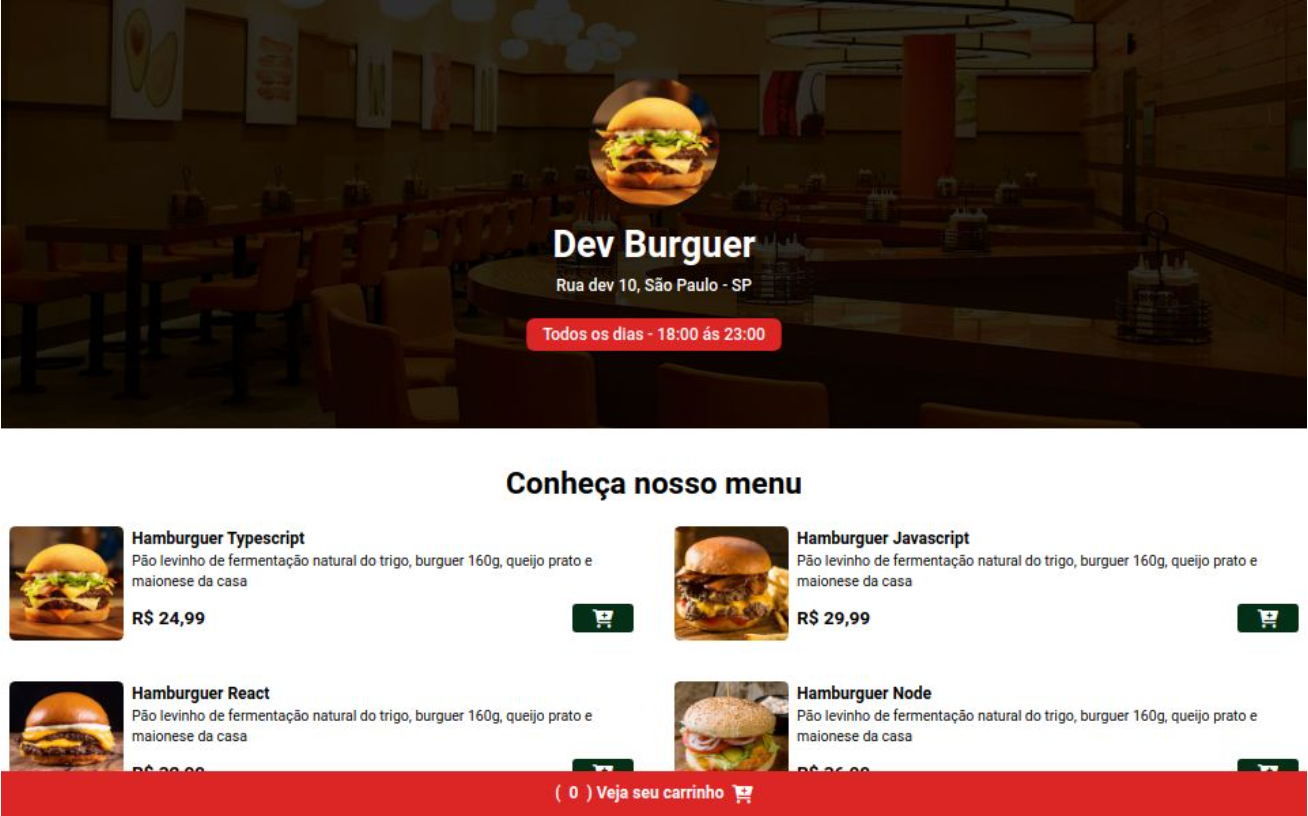 Dev Burguer
Rua dev 10, São Paulo - SP
Todos os dias - 18:00 ás 23:00
Conheça nosso menu
Hamburguer Typescript
Pão levinho de fermentação natural do trigo, burguer 160g, queijo prato e
maionese da casa
R$ 24,99
Hamburguer Javascript
Pão levinho de fermentação natural do trigo, burguer 160g, queijo prato e
maionese da casa
R$ 29,99
Hamburguer React
Pão levinho de fermentação natural do trigo, burguer 160g, queijo prato e
maionese da casa
Hamburguer Node
Pão levinho de fermentação natural do trigo, burguer 160g, queijo prato e
maionese da casa
( 0 ) Veja seu carrinho